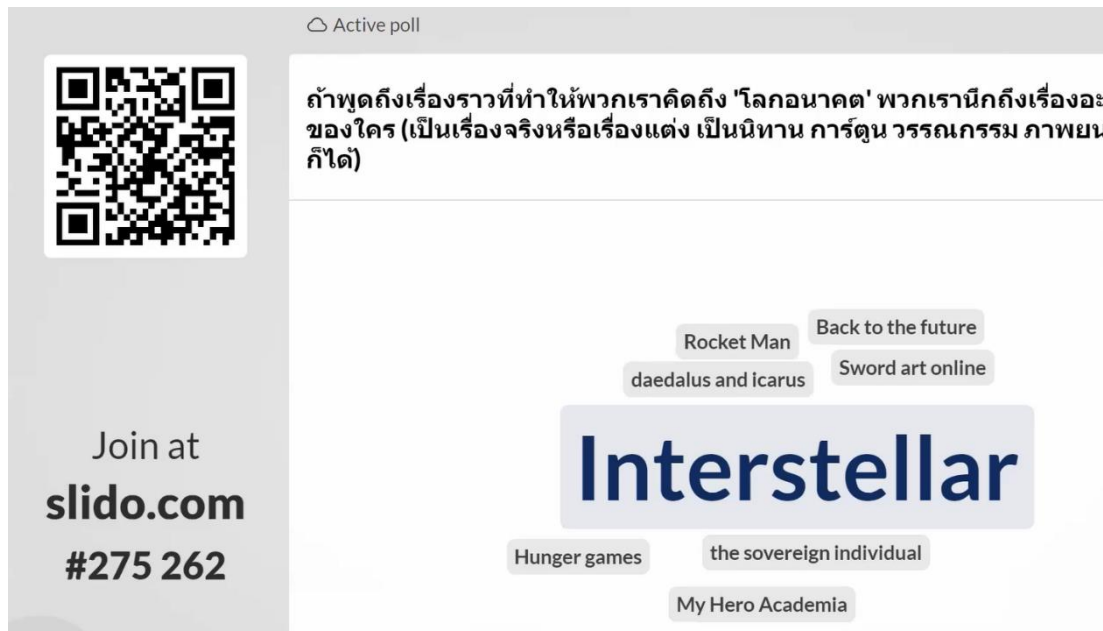 Active poll
ถ้าพูดถึงเรื่องราวที่ทำให้พวกเราคิดถึง 'โลกอนาคต' พวกเรานึกถึงเรื่องอะ
ของใคร (เป็นเรื่องจริงหรือเรื่องแต่ง เป็นนิทาน การ์ตูน วรรณกรรม ภาพยน
ก็ได้)
Join at
slido.com
#275 262
Rocket Man
Back to the future
daedalus and icarus
Sword art online
Interstellar
Hunger games
the sovereign individual
My Hero Academia